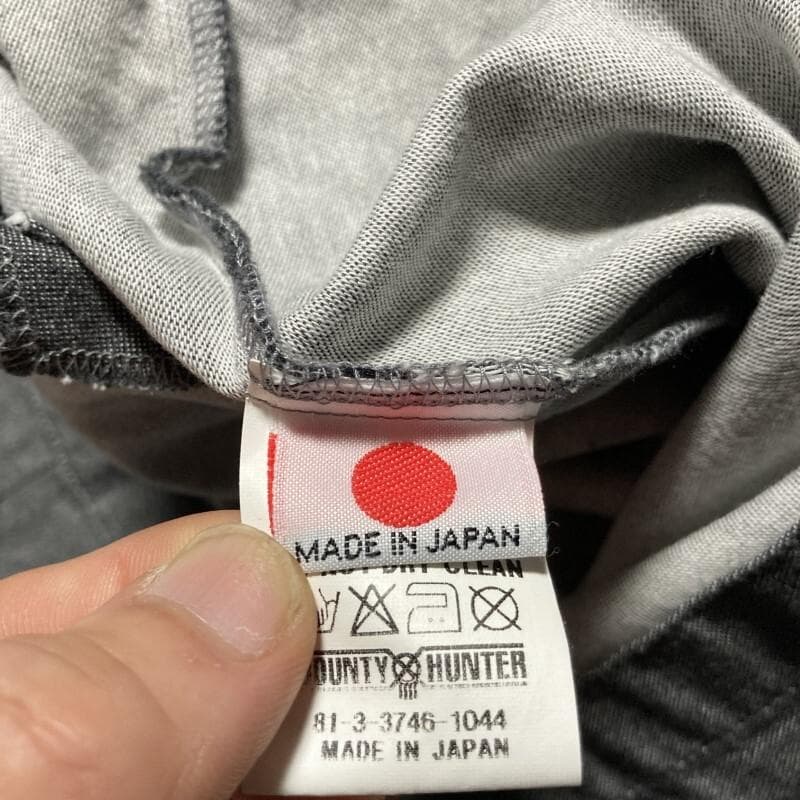 MADE IN JAPAN
DRY CLEAN
OUNTY HUNTER
81-3-3746-1044
MADE IN JAPAN